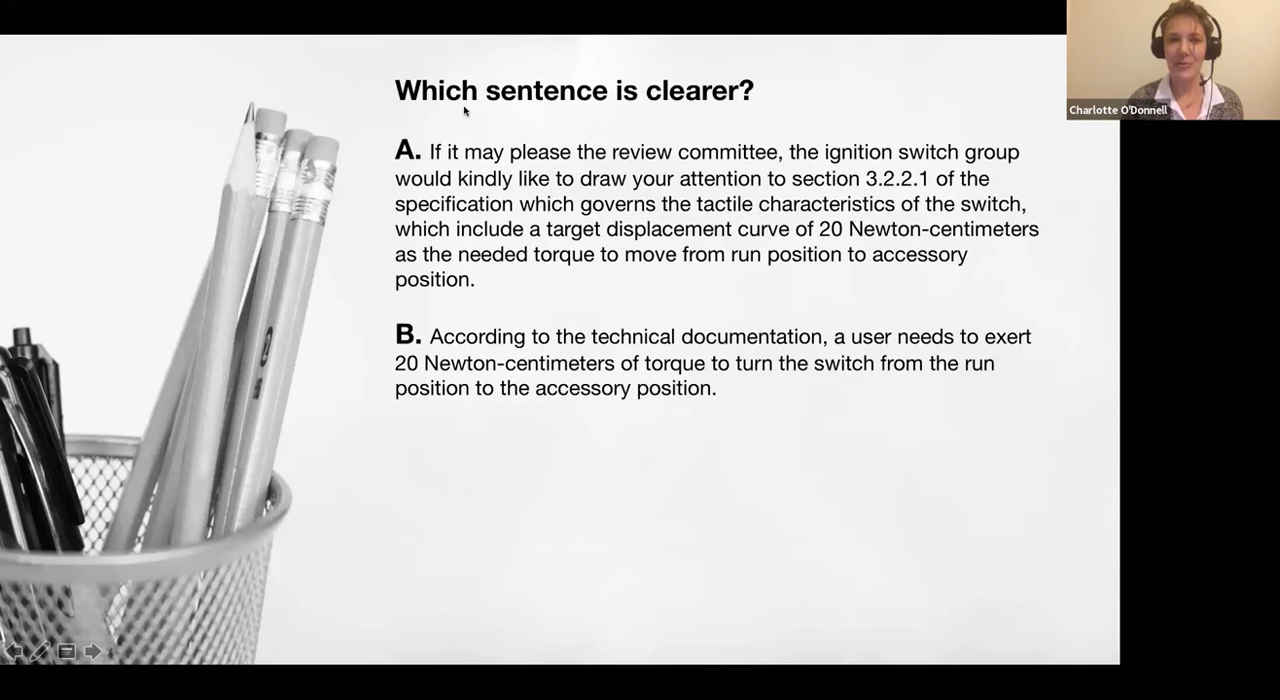 Which sentence is clearer?
Charlotte O'Donnell
A. If it may please the review committee, the ignition switch group
would kindly like to draw your attention to section 3.2.2.1 of the
specification which governs the tactile characteristics of the switch,
which include a target displacement curve of 20 Newton-centimeters
as the needed torque to move from run position to accessory
position.
B. According to the technical documentation, a user needs to exert
20 Newton-centimeters of torque to turn the switch from the run
position to the accessory position.